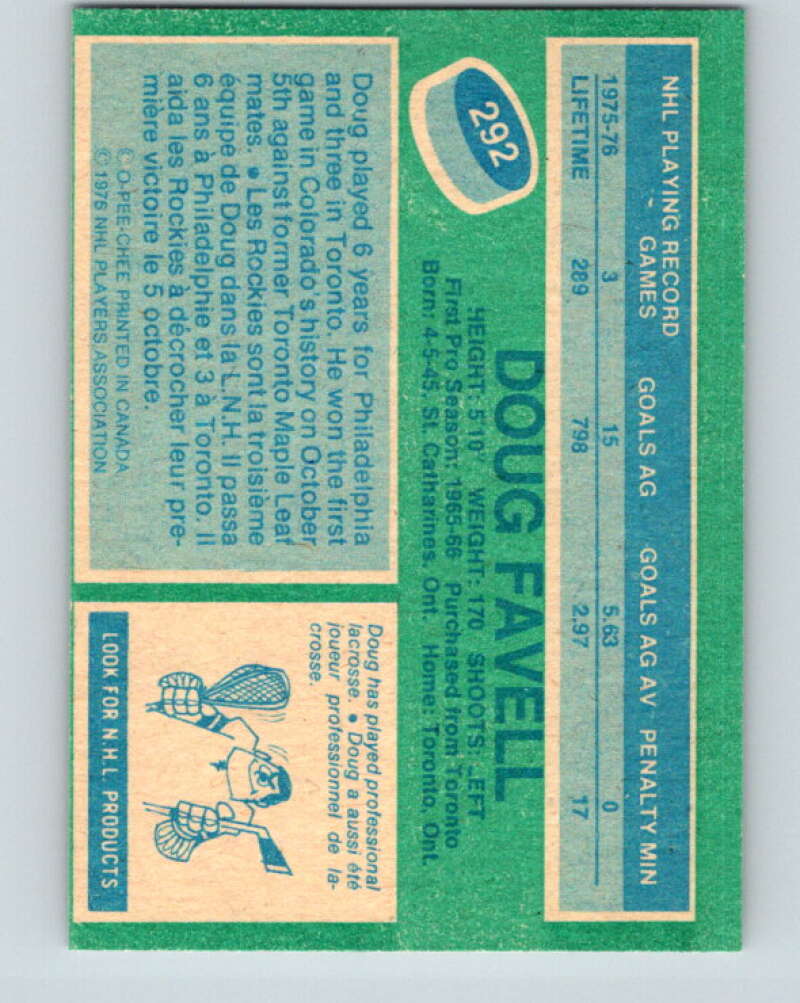 NHL PLAYING RECORD
GAMES GOALS AG GOALS AG AV PENALTY MIN
1975-76 3 15 5.63 0
LIFETIME 289 798 2.97 17
292
DOUG FAVELL
HEIGHT: 5'10" WEIGHT: 170 SHOOTS: LEFT
First Pro Season: 1965-66 Purchased from Toronto
Born: 4-5-45, St. Catharines, Ont. Home: Toronto, Ont.
Doug played 6 years for Philadelphia
and three in Toronto. He won the first
game in Colorado's history on October
5th against former Toronto Maple Leaf
mates. • Les Rockies sont la troisième
équipe de Doug dans la L.N.H. Il passa
6 ans à Philadelphie et 3 à Toronto. Il
aida les Rockies à décrocher leur pre-
mière victoire le 5 octobre.
© O-PEE-CHEE PRINTED IN CANADA
© 1976 NHL PLAYERS ASSOCIATION
Doug has played professional
lacrosse. • Doug a aussi été
joueur professionnel de la-
crosse.
LOOK FOR N.H.L. PRODUCTS